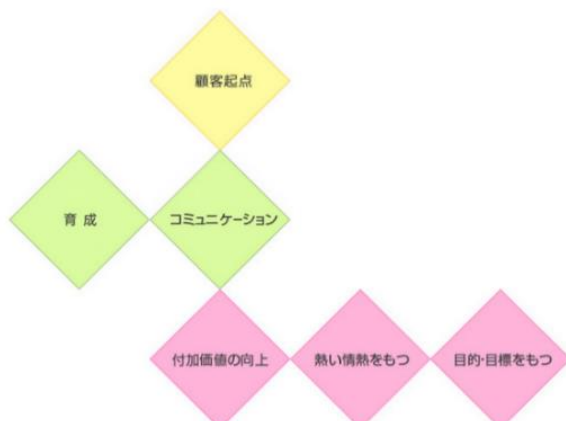 顧客起点
育 成
コミュニケーション
付加価値の向上
熱い情熱をもつ
目的・目標をもつ